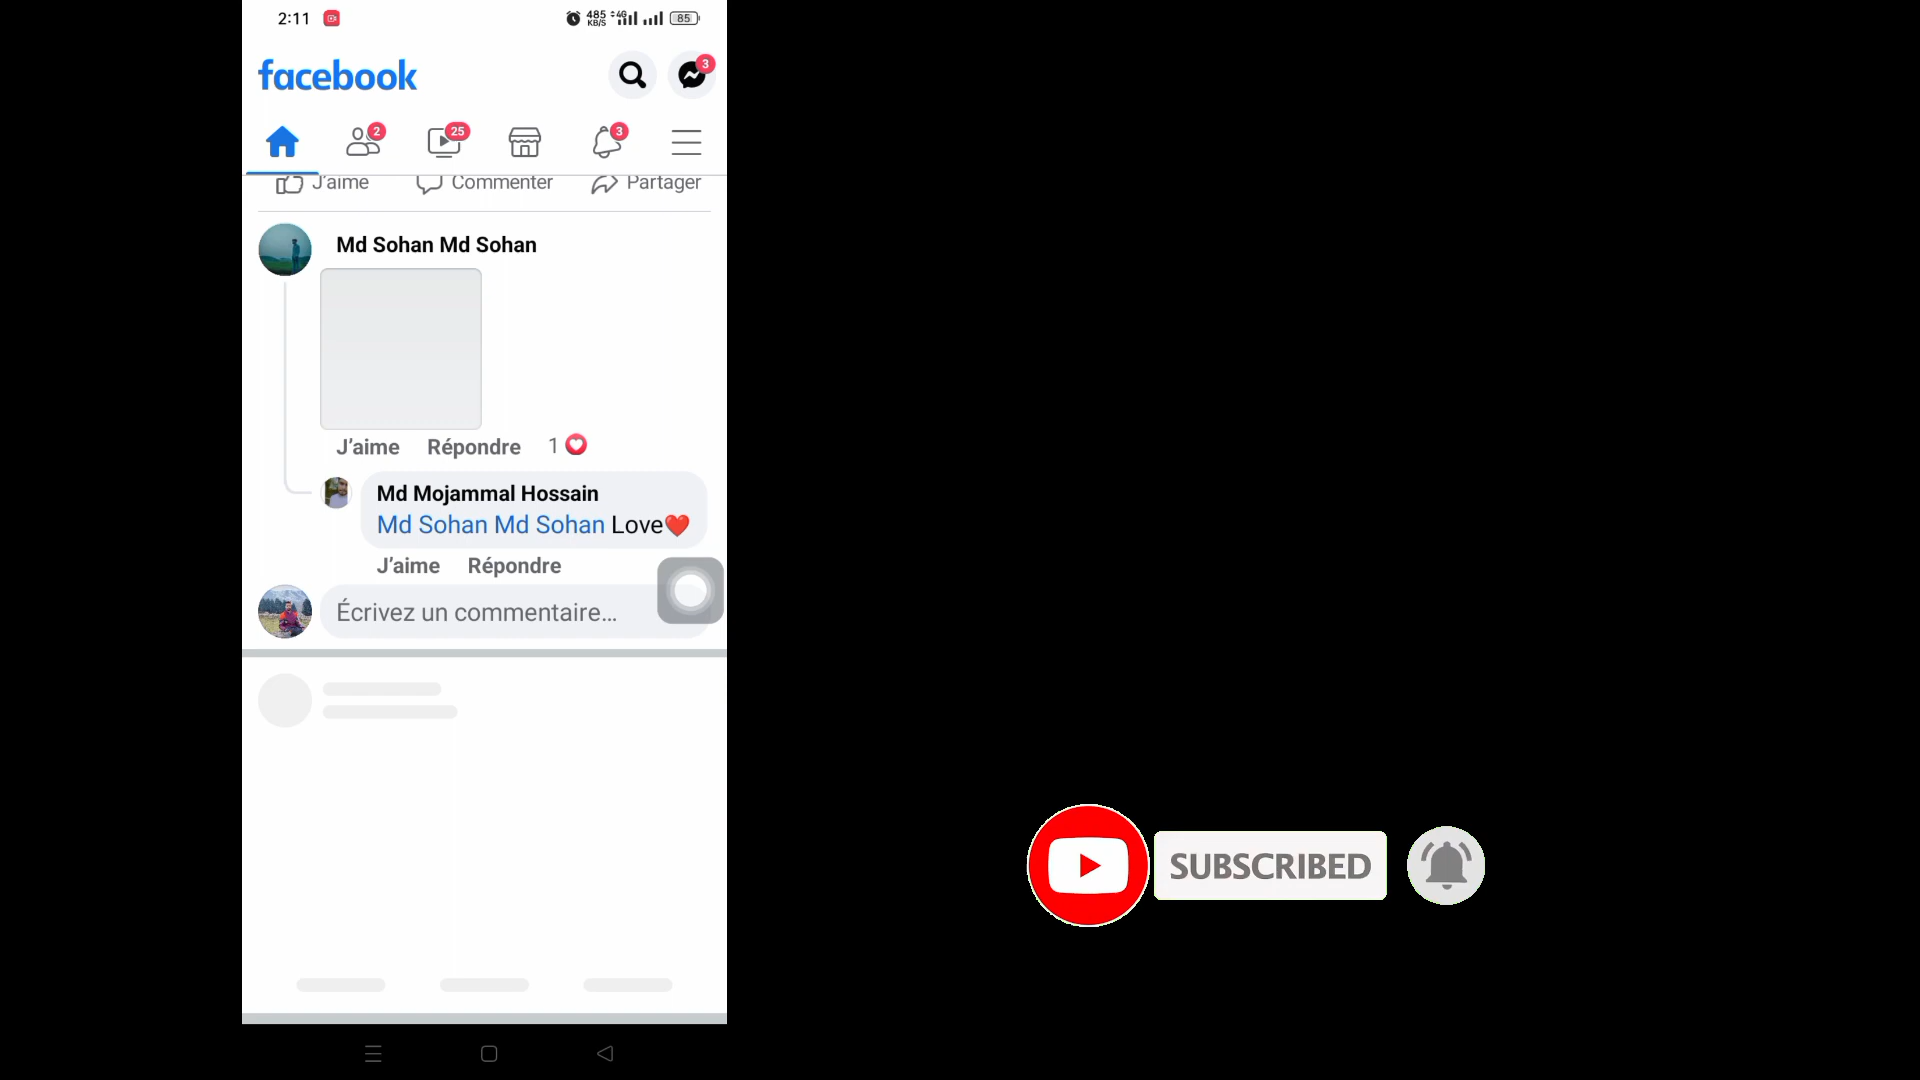 2:11
485
KB/S
4G
85
facebook
3
2
25
3
J'aime
Commenter
Partager
Md Sohan Md Sohan
J'aime
Répondre
1
Md Mojammal Hossain
Md Sohan Md Sohan Love❤️
J'aime
Répondre
Écrivez un commentaire...
SUBSCRIBED